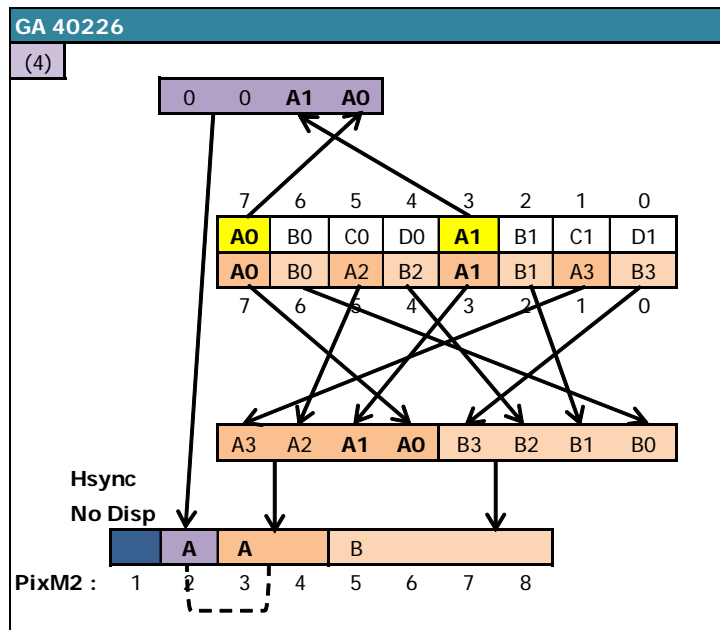 GA 40226
(4)
0 0 A1 A0
7 6 5 4 3 2 1 0
A0 B0 C0 D0 A1 B1 C1 D1
A0 B0 A2 B2 A1 B1 A3 B3
7 6 5 4 3 2 1 0
A3 A2 A1 A0 B3 B2 B1 B0
Hsync
No Disp
A A B
PixM2 : 1 2 3 4 5 6 7 8